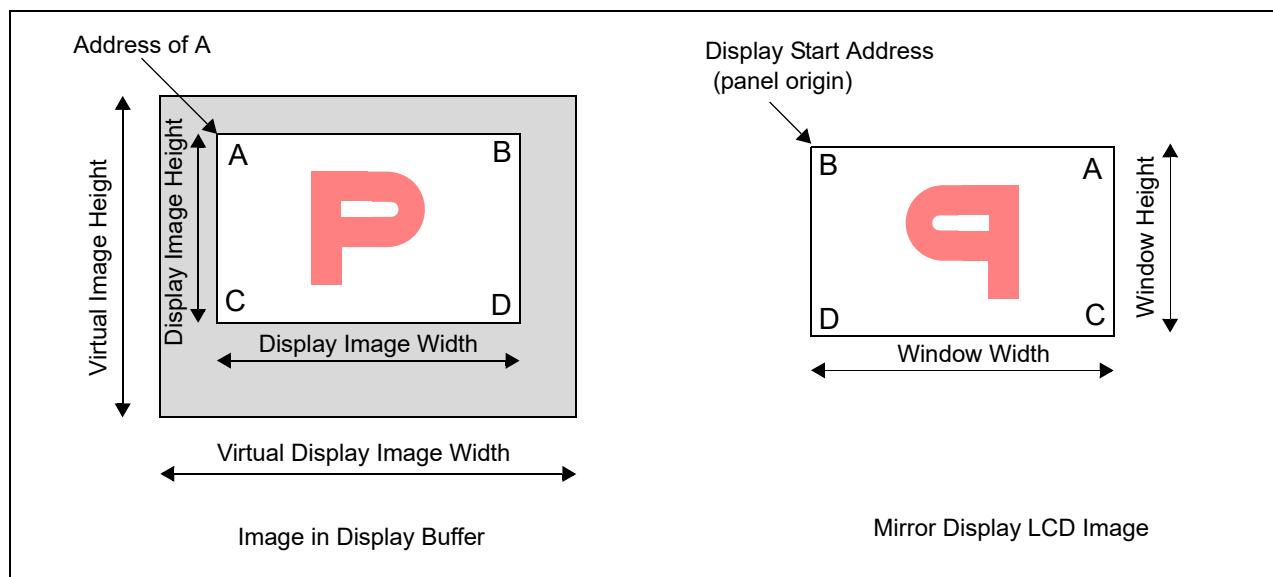 Address of A
Display Start Address
(panel origin)
Virtual Image Height
Display Image Height
A
B
P
C
D
Display Image Width
Virtual Display Image Width
Image in Display Buffer
B
A
P
D
C
Window Height
Window Width
Mirror Display LCD Image